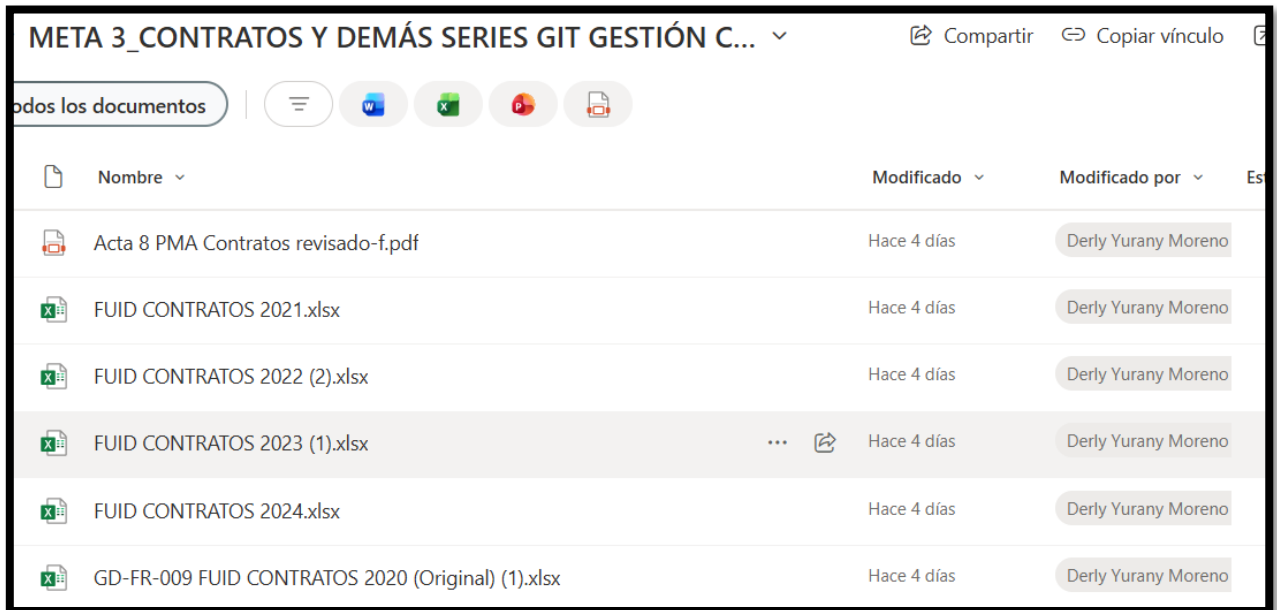 META 3_CONTRATOS Y DEMÁS SERIES GIT GESTIÓN C... Compartir Copiar vínculo
odos los documentos
Nombre Modificado Modificado por Est
Acta 8 PMA Contratos revisado-f.pdf Hace 4 días Derly Yurany Moreno
FUID CONTRATOS 2021.xlsx Hace 4 días Derly Yurany Moreno
FUID CONTRATOS 2022 (2).xlsx Hace 4 días Derly Yurany Moreno
FUID CONTRATOS 2023 (1).xlsx ... Hace 4 días Derly Yurany Moreno
FUID CONTRATOS 2024.xlsx Hace 4 días Derly Yurany Moreno
GD-FR-009 FUID CONTRATOS 2020 (Original) (1).xlsx Hace 4 días Derly Yurany Moreno